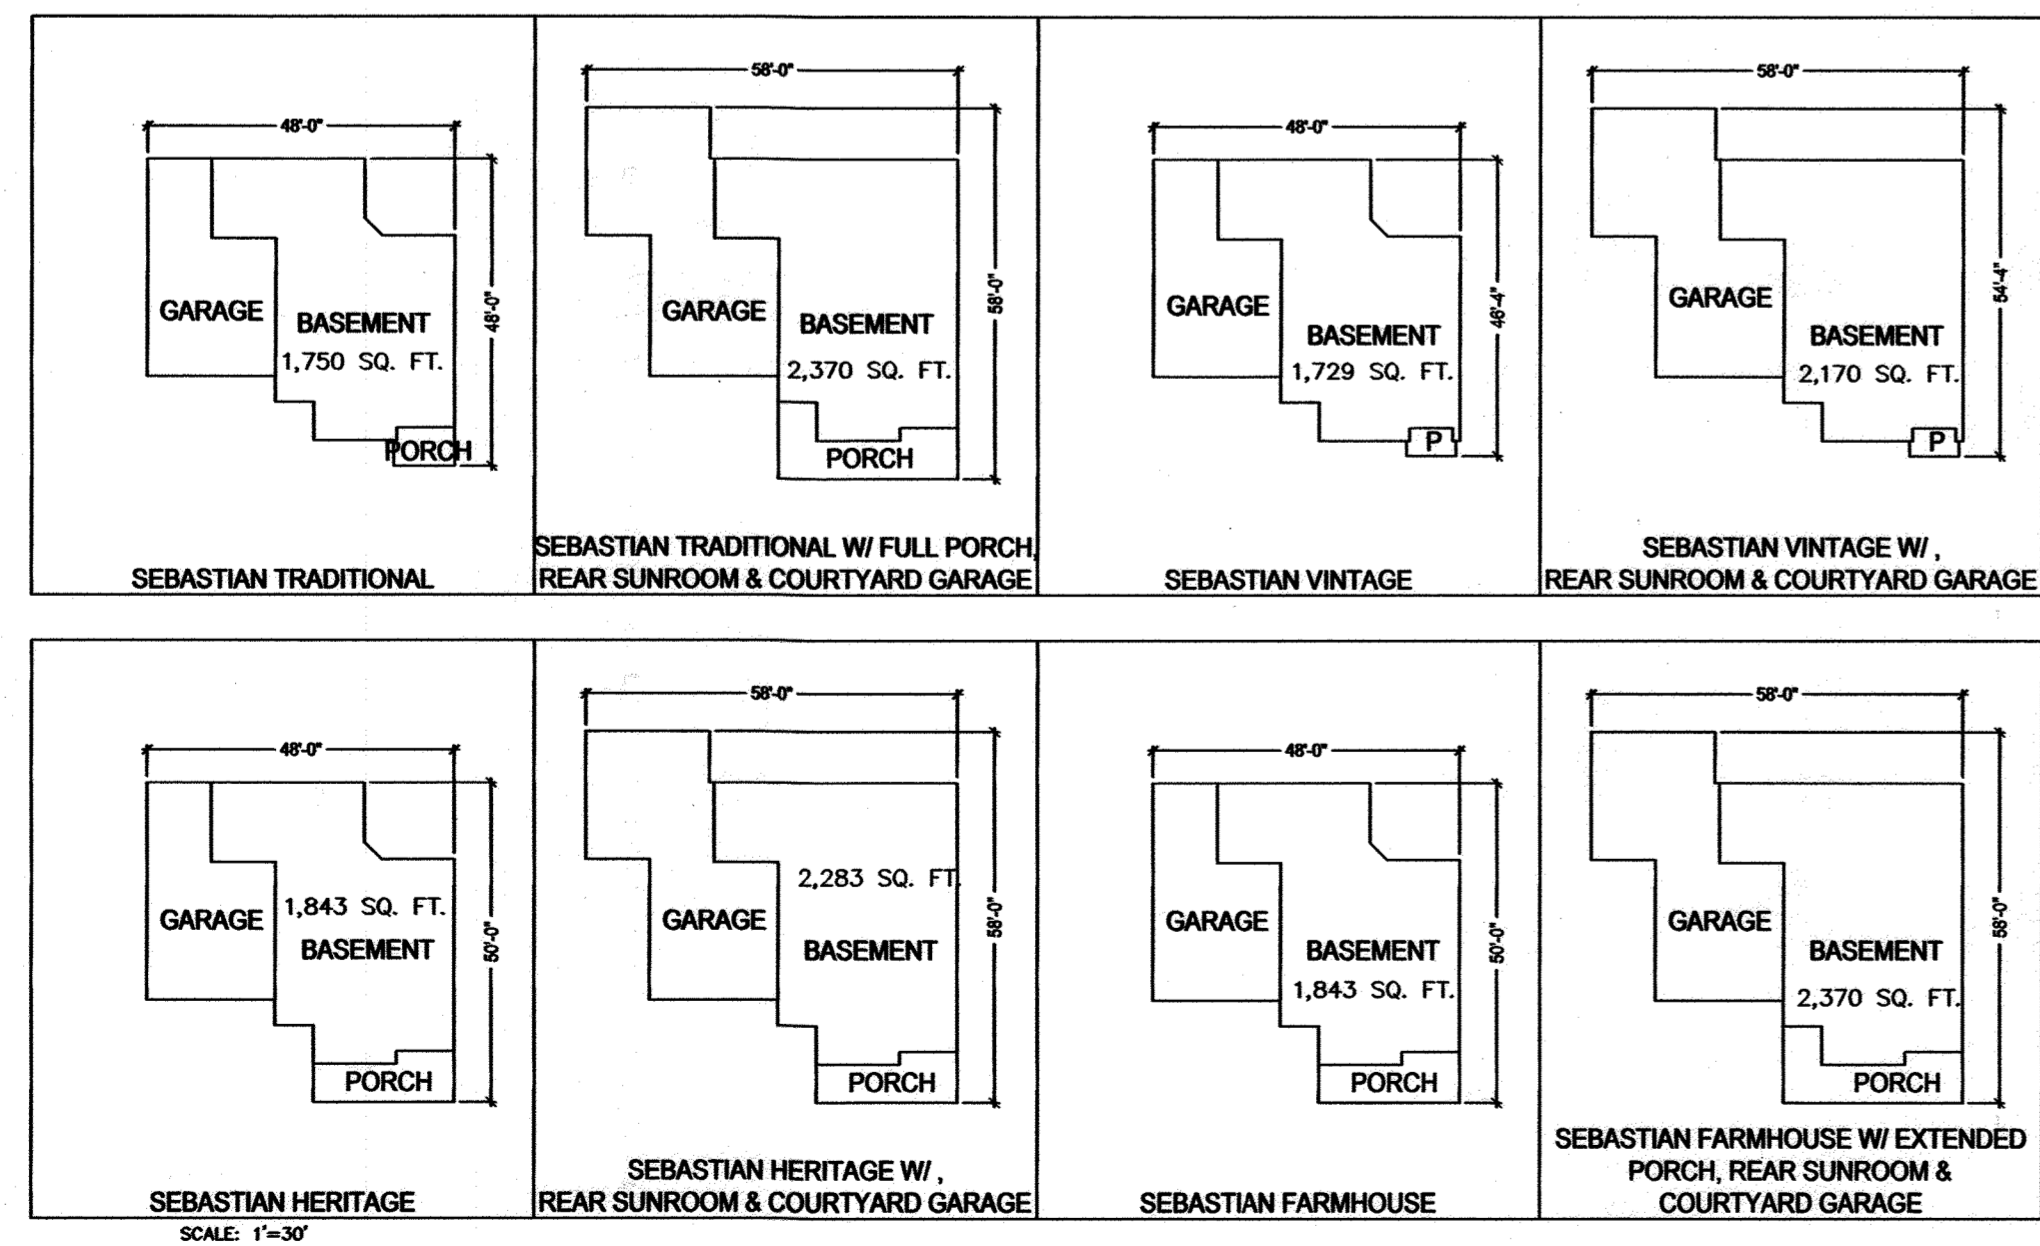 48'-0"
48'-0"
GARAGE
BASEMENT
1,750 SQ. FT.
PORCH
SEBASTIAN TRADITIONAL
58'-0"
58'-0"
GARAGE
BASEMENT
2,370 SQ. FT.
PORCH
SEBASTIAN TRADITIONAL W/ FULL PORCH,
REAR SUNROOM & COURTYARD GARAGE
48'-0"
46'-4"
GARAGE
BASEMENT
1,729 SQ. FT.
P
SEBASTIAN VINTAGE
58'-0"
54'-4"
GARAGE
BASEMENT
2,170 SQ. FT.
P
SEBASTIAN VINTAGE W/ ,
REAR SUNROOM & COURTYARD GARAGE
48'-0"
50'-0"
GARAGE
1,843 SQ. FT.
BASEMENT
PORCH
SEBASTIAN HERITAGE
58'-0"
58'-0"
2,283 SQ. FT.
GARAGE
BASEMENT
PORCH
SEBASTIAN HERITAGE W/ ,
REAR SUNROOM & COURTYARD GARAGE
48'-0"
50'-0"
GARAGE
BASEMENT
1,843 SQ. FT.
PORCH
SEBASTIAN FARMHOUSE
58'-0"
58'-0"
GARAGE
BASEMENT
2,370 SQ. FT.
PORCH
SEBASTIAN FARMHOUSE W/ EXTENDED
PORCH, REAR SUNROOM &
COURTYARD GARAGE
SCALE: 1'=30'